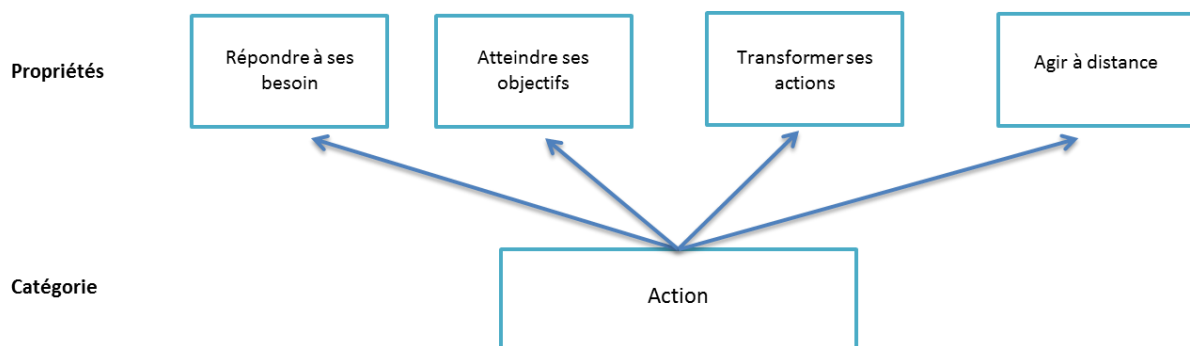 Propriétés
Répondre à ses
besoin
Atteindre ses
objectifs
Transformer ses
actions
Agir à distance
Catégorie
Action